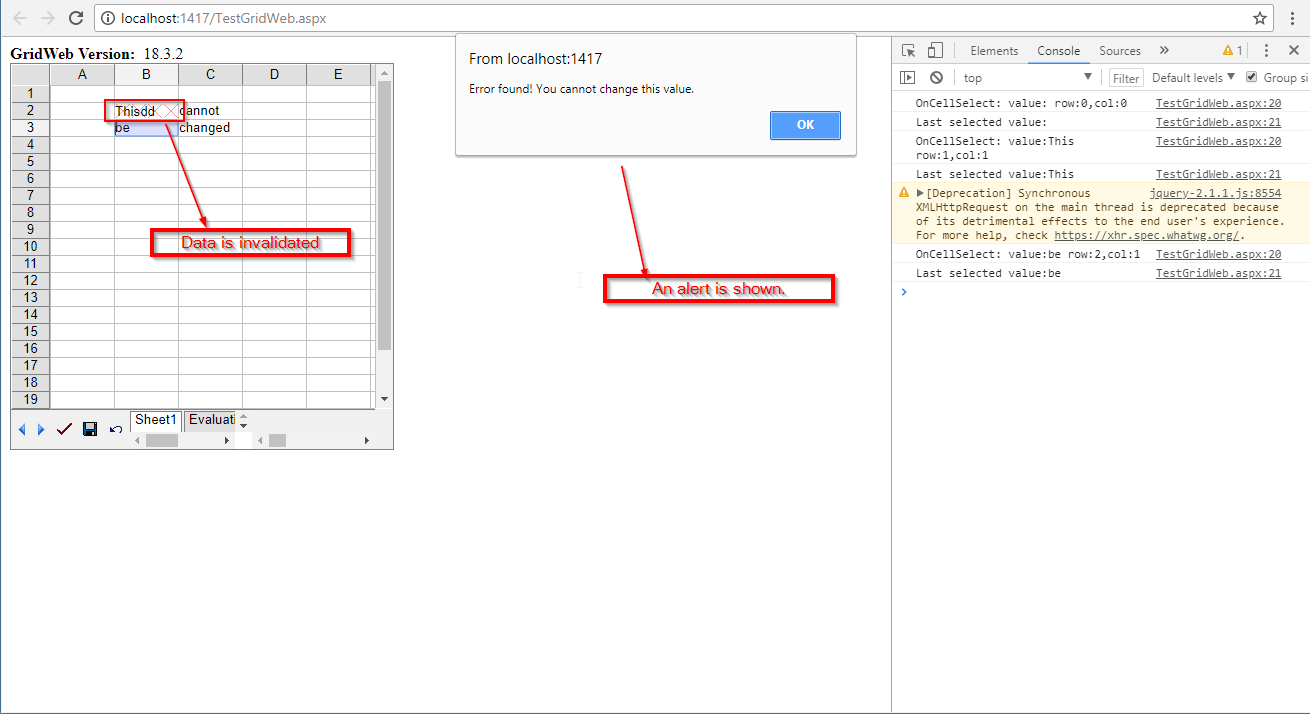 localhost:1417/TestGridWeb.aspx
GridWeb Version: 18.3.2
A B C D E
1
2 Thisdd cannot
3 be changed
4
5
6
7
8
9
10
11
12
13
14
15
16
17
18
19
Data is invalidated
Sheet1 Evaluati
From localhost:1417
Error found! You cannot change this value.
OK
An alert is shown.
Elements Console Sources » 1
top Filter Default levels Group si
OnCellSelect: value: row:0,col:0 TestGridWeb.aspx:20
Last selected value: TestGridWeb.aspx:21
OnCellSelect: value:This TestGridWeb.aspx:20
row:1,col:1
Last selected value:This TestGridWeb.aspx:21
[Deprecation] Synchronous jquery-2.1.1.js:8554
XMLHttpRequest on the main thread is deprecated because
of its detrimental effects to the end user's experience.
For more help, check https://xhr.spec.whatwg.org/.
OnCellSelect: value:be row:2,col:1 TestGridWeb.aspx:20
Last selected value:be TestGridWeb.aspx:21